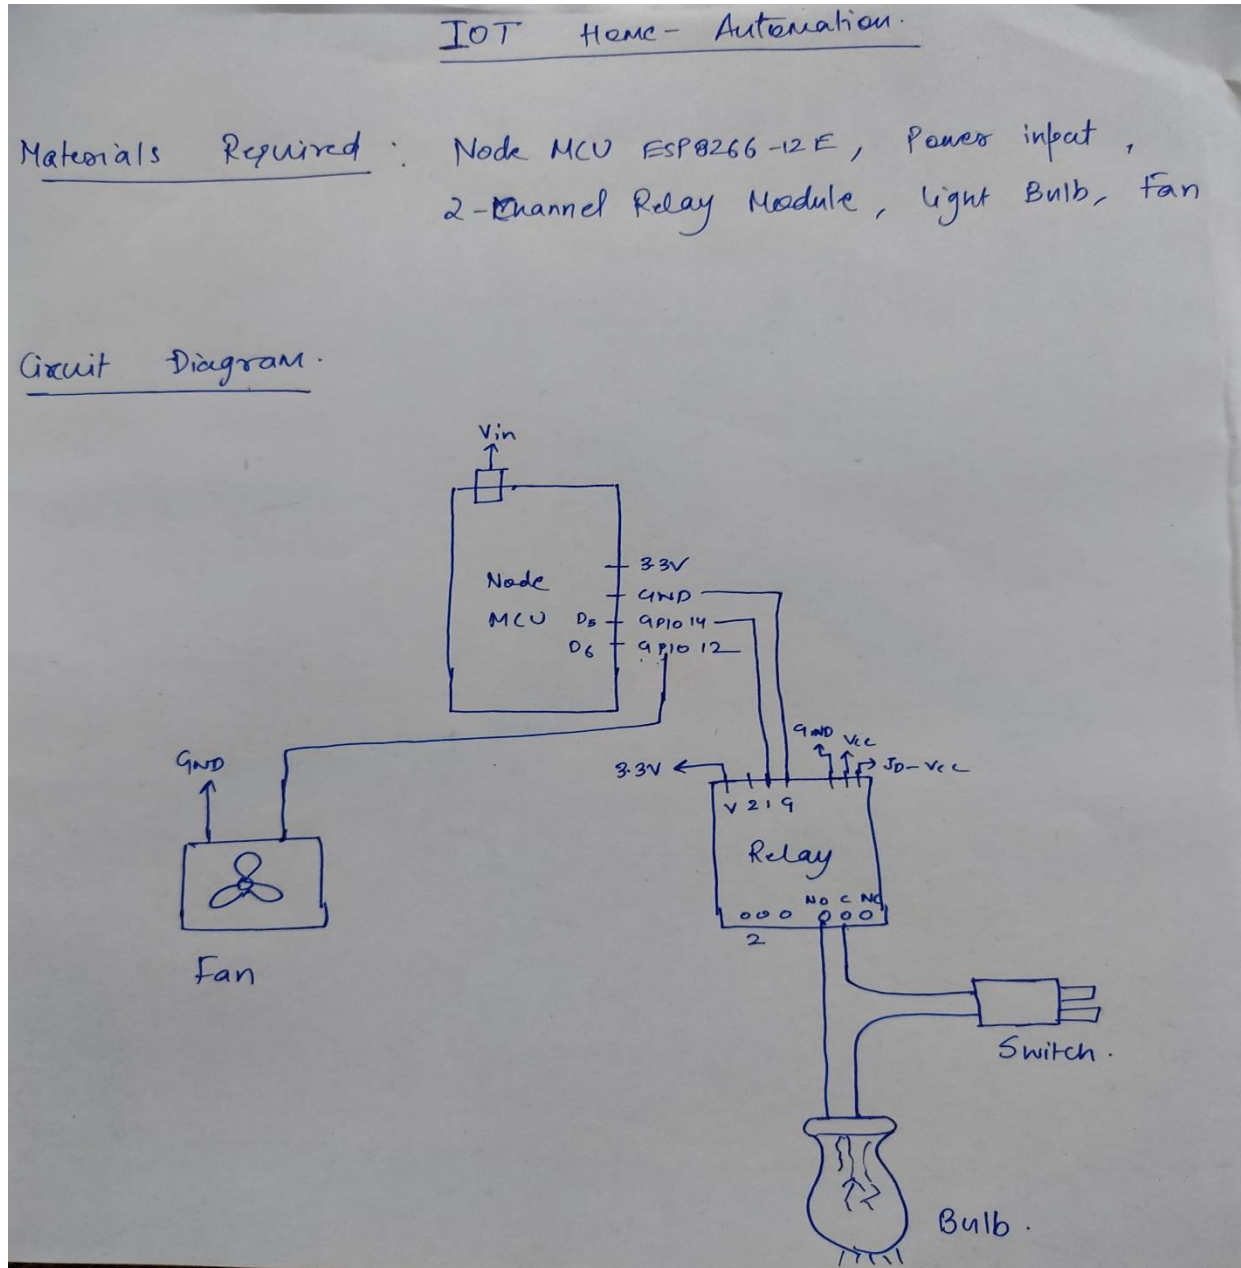 IOT Home- Automation.
Materials Required : Node MCU ESP8266-12E, Power input,
2-Channel Relay Module, light Bulb, Fan
Circuit Diagram.
Vin
3.3V
Node
GND
MCU D5 GPIO 14
D6 GPIO 12
GND
GND Vcc
3.3V JD-Vcc
V 2 1 G
Relay
NO C NC
2
Fan
Switch.
Bulb.